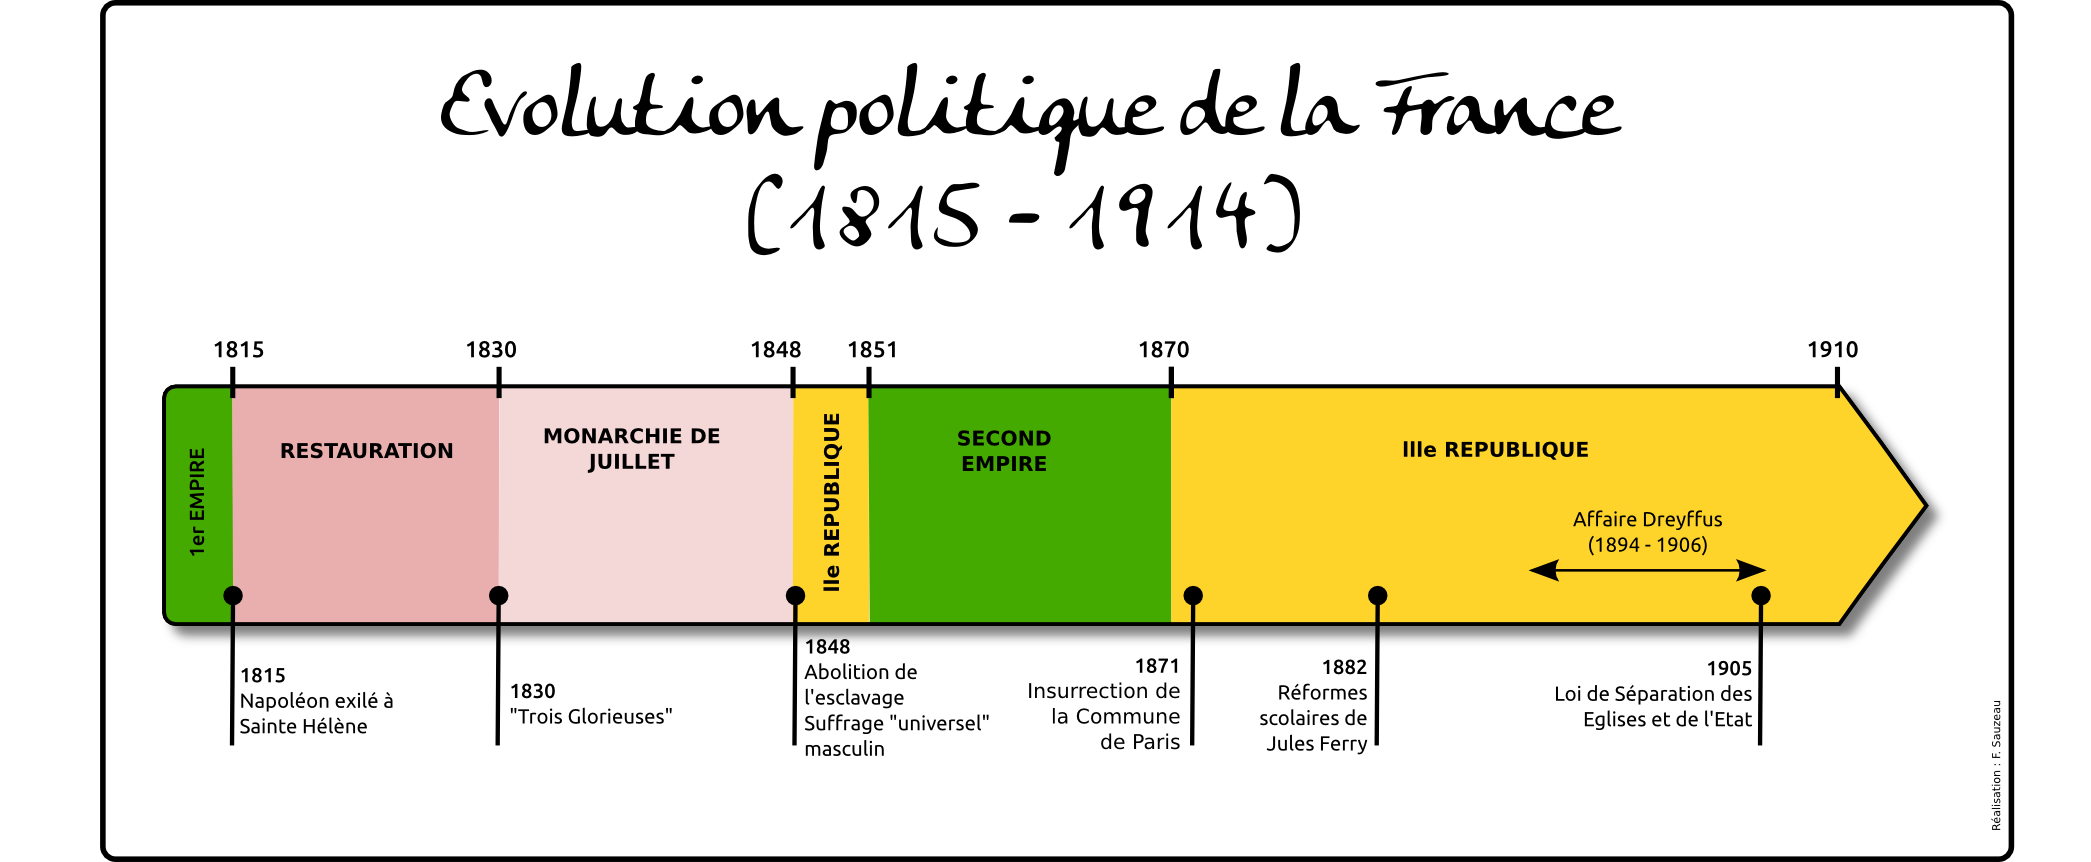 Evolution politique de la France
(1815 - 1914)
1815
1830
1848
1851
1870
1910
1er EMPIRE
RESTAURATION
MONARCHIE DE
JUILLET
IIe REPUBLIQUE
SECOND
EMPIRE
IIIe REPUBLIQUE
Affaire Dreyffus
(1894 - 1906)
1815
Napoléon exilé à
Sainte Hélène
1830
"Trois Glorieuses"
1848
Abolition de
l'esclavage
Suffrage "universel"
masculin
1871
Insurrection de
la Commune
de Paris
1882
Réformes
scolaires de
Jules Ferry
1905
Loi de Séparation des
Eglises et de l'Etat
Réalisation : F. Sauzeau